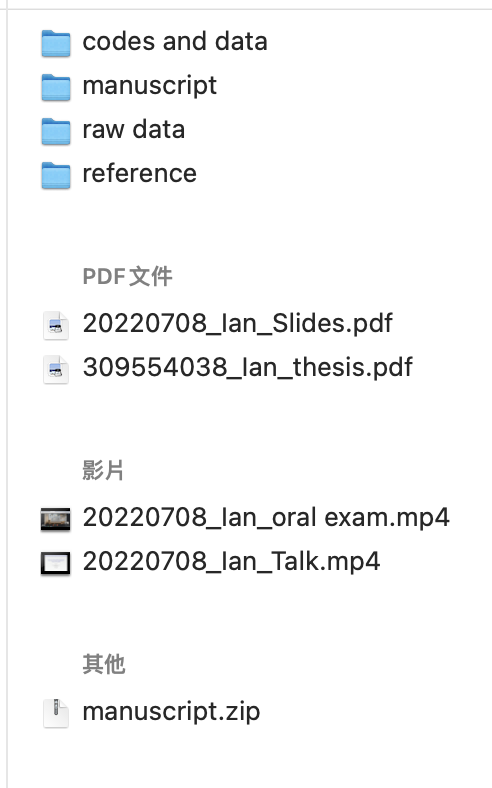 codes and data
manuscript
raw data
reference
PDF文件
20220708_Ian_Slides.pdf
309554038_Ian_thesis.pdf
影片
20220708_Ian_oral exam.mp4
20220708_Ian_Talk.mp4
其他
manuscript.zip